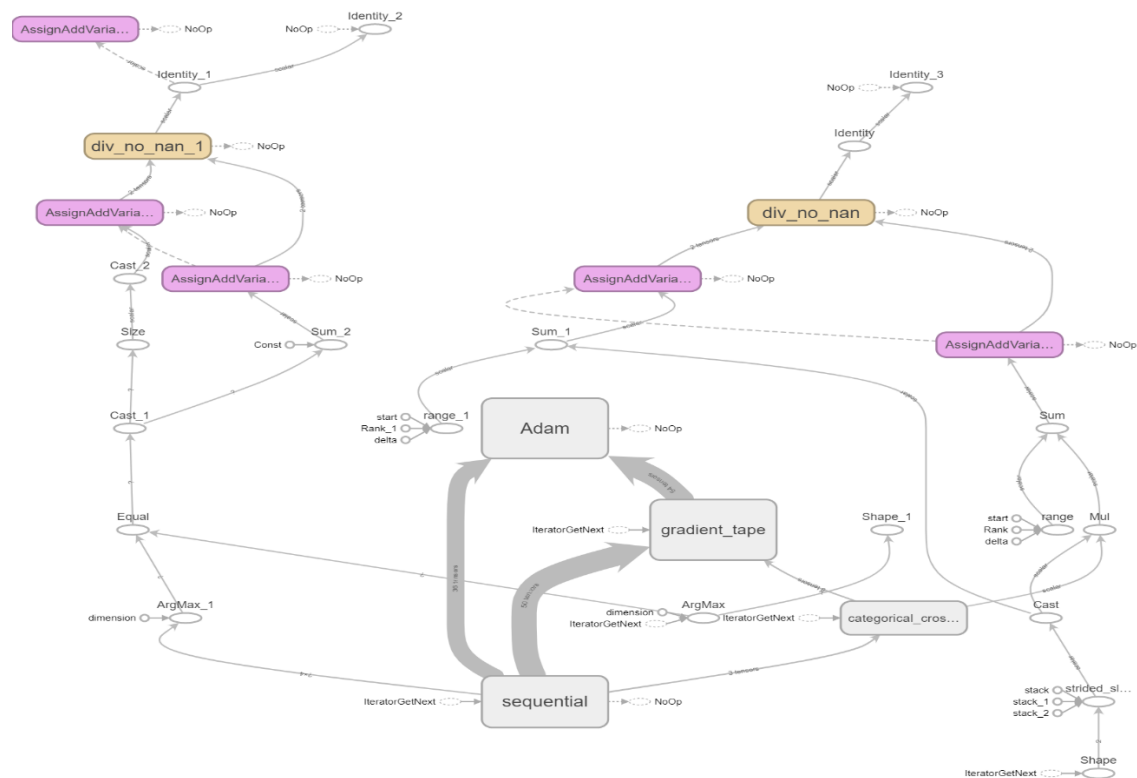 Identity_2
AssignAddVaria...
NoOp
NoOp
Identity_1
Identity_3
NoOp
div_no_nan_1
NoOp
Identity
AssignAddVaria...
NoOp
div_no_nan
NoOp
Cast_2
AssignAddVaria...
NoOp
AssignAddVaria...
NoOp
Size
Const
Sum_2
Sum_1
AssignAddVaria...
NoOp
Cast_1
start
Rank_1
delta
range_1
Adam
NoOp
Sum
Equal
IteratorGetNext
gradient_tape
Shape_1
start
Rank
delta
range
Mul
dimension
ArgMax_1
dimension
IteratorGetNext
ArgMax
IteratorGetNext
categorical_cros...
Cast
IteratorGetNext
sequential
NoOp
stack
stack_1
stack_2
strided_sl...
IteratorGetNext
Shape